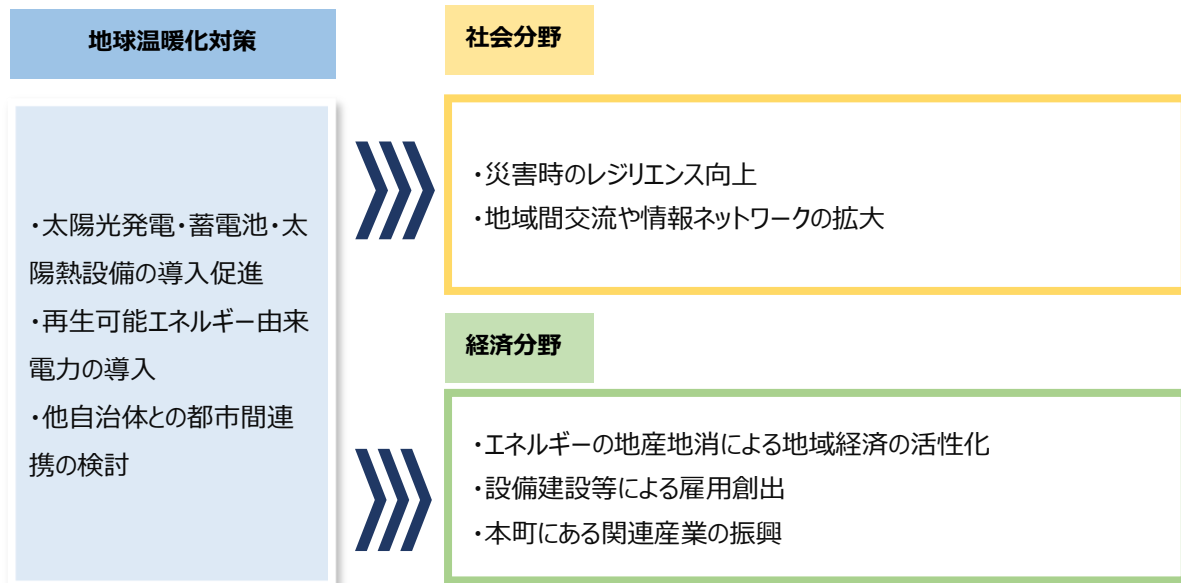 地球温暖化対策
・太陽光発電・蓄電池・太
陽熱設備の導入促進
・再生可能エネルギー由来
電力の導入
・他自治体との都市間連
携の検討
社会分野
・災害時のレジリエンス向上
・地域間交流や情報ネットワークの拡大
経済分野
・エネルギーの地産地消による地域経済の活性化
・設備建設等による雇用創出
・本町にある関連産業の振興